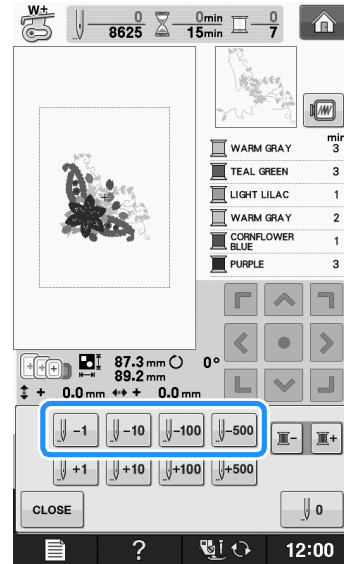 W+ 0 0min 0
8625 15min 7
min
WARM GRAY 3
TEAL GREEN 3
LIGHT LILAC 1
WARM GRAY 2
CORNFLOWER
BLUE 1
PURPLE 3
87.3 mm 0°
89.2 mm
+ 0.0 mm + 0.0 mm
-1 -10 -100 -500 - +
+1 +10 +100 +500
CLOSE 0
? 12:00